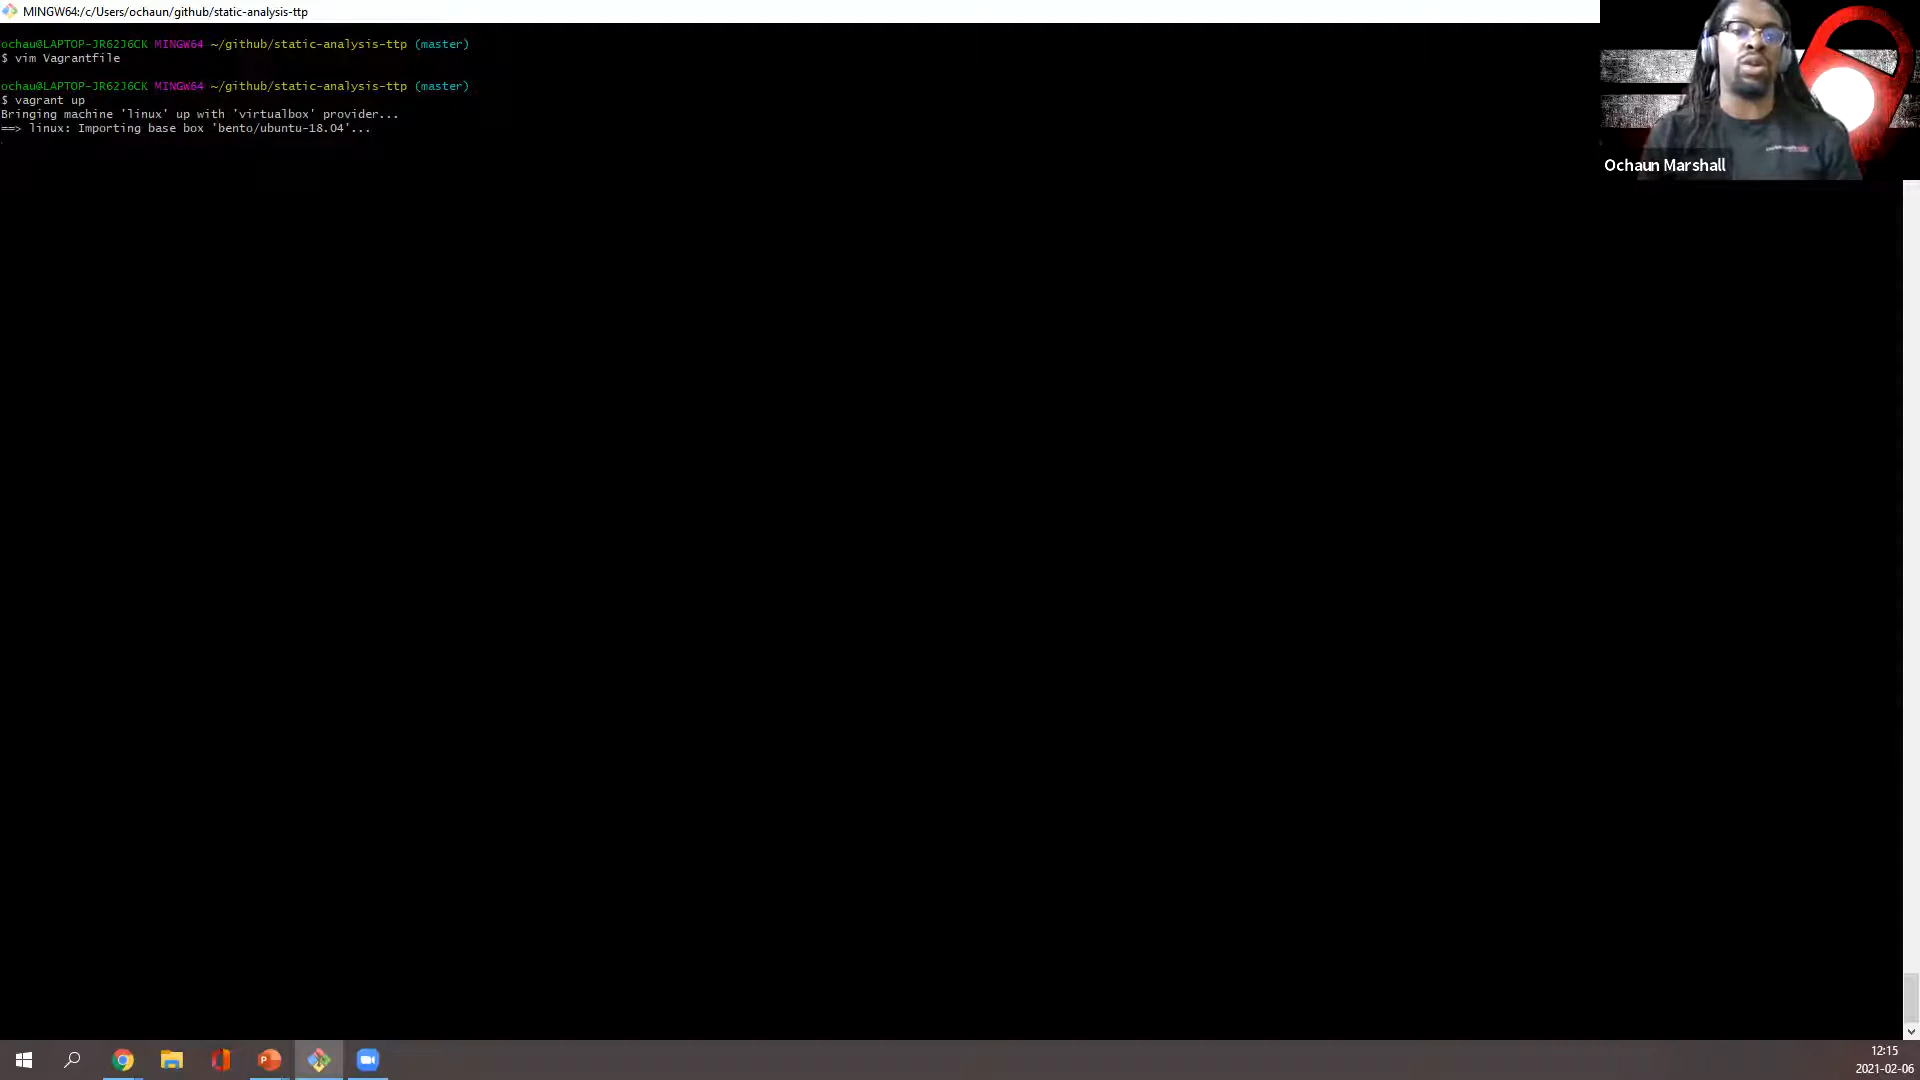 MINGW64:/c/Users/ochaun/github/static-analysis-ttp
ochau@LAPTOP-JR62J6CK MINGW64 ~/github/static-analysis-ttp (master)
$ vim Vagrantfile
ochau@LAPTOP-JR62J6CK MINGW64 ~/github/static-analysis-ttp (master)
$ vagrant up
Bringing machine 'linux' up with 'virtualbox' provider...
==> linux: Importing base box 'bento/ubuntu-18.04'...
Ochaun Marshall
12:15
2021-02-06